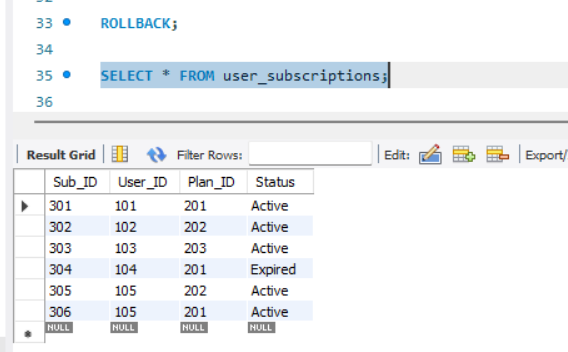 33 ROLLBACK;
34
35 SELECT * FROM user_subscriptions;
36
Result Grid Filter Rows: Edit: Export/
Sub_ID User_ID Plan_ID Status
301 101 201 Active
302 102 202 Active
303 103 203 Active
304 104 201 Expired
305 105 202 Active
306 105 201 Active
NULL NULL NULL NULL